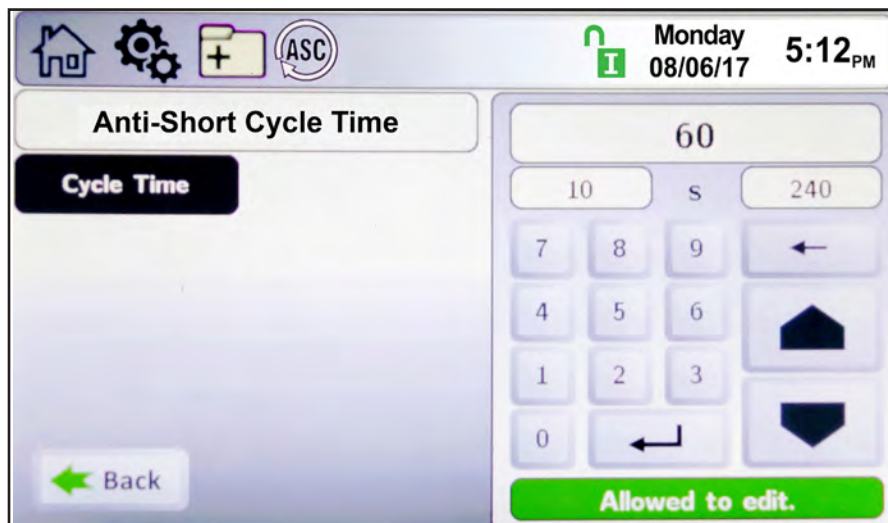 ASC
I
Monday
08/06/17
5:12PM
Anti-Short Cycle Time
Cycle Time
60
10 s 240
7 8 9
4 5 6
1 2 3
0
Back
Allowed to edit.